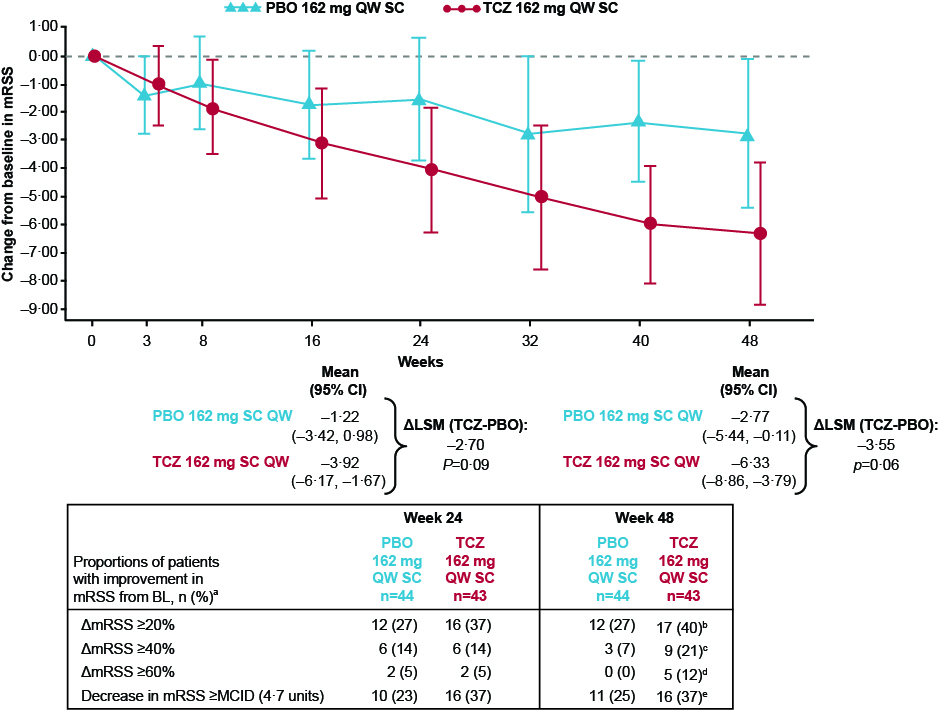 PBO 162 mg QW SC TCZ 162 mg QW SC
Change from baseline in mRSS
1·00
0·00
–1·00
–2·00
–3·00
–4·00
–5·00
–6·00
–7·00
–8·00
–9·00
0 3 8 16 24 32 40 48
Weeks
Mean
(95% CI)
PBO 162 mg SC QW –1·22
(–3·42, 0·98)
TCZ 162 mg SC QW –3·92
(–6·17, –1·67)
ΔLSM (TCZ-PBO):
–2·70
P=0·09
Mean
(95% CI)
PBO 162 mg SC QW –2·77
(–5·44, –0·11)
TCZ 162 mg SC QW –6·33
(–8·86, –3·79)
ΔLSM (TCZ-PBO):
–3·55
p=0·06
Week 24 Week 48
Proportions of patients
with improvement in
mRSS from BL, n (%)ᵃ
PBO
162 mg
QW SC
n=44
TCZ
162 mg
QW SC
n=43
PBO
162 mg
QW SC
n=44
TCZ
162 mg
QW SC
n=43
ΔmRSS ≥20% 12 (27) 16 (37) 12 (27) 17 (40)ᵇ
ΔmRSS ≥40% 6 (14) 6 (14) 3 (7) 9 (21)ᶜ
ΔmRSS ≥60% 2 (5) 2 (5) 0 (0) 5 (12)ᵈ
Decrease in mRSS ≥MCID (4·7 units) 10 (23) 16 (37) 11 (25) 16 (37)ᵉ